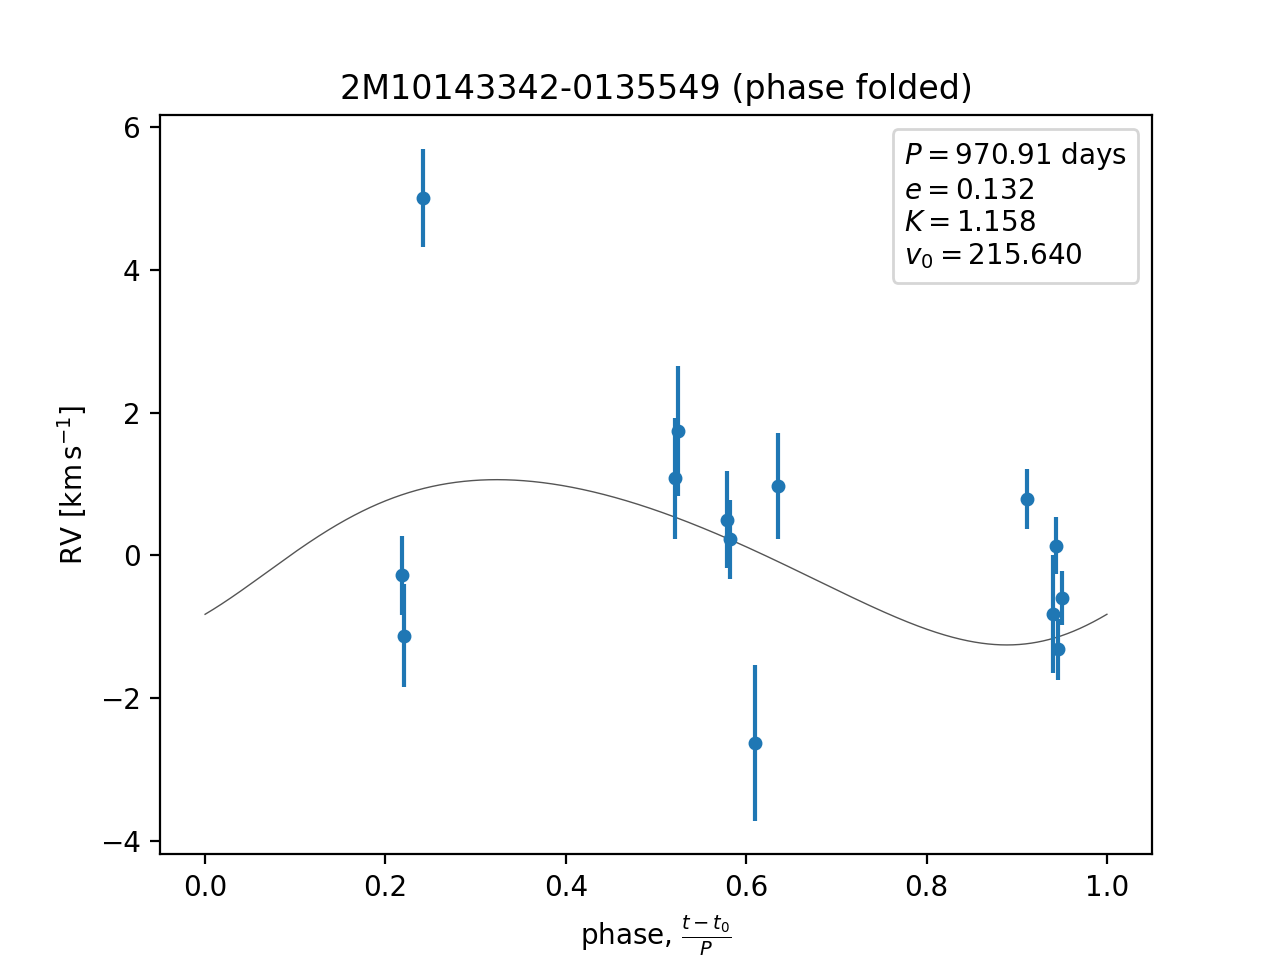 2M10143342-0135549 (phase folded)
P = 970.91 days
e = 0.132
K = 1.158
v₀ = 215.640
RV [km s⁻¹]
6
4
2
0
−2
−4
0.0 0.2 0.4 0.6 0.8 1.0
phase, (t − t₀)/P